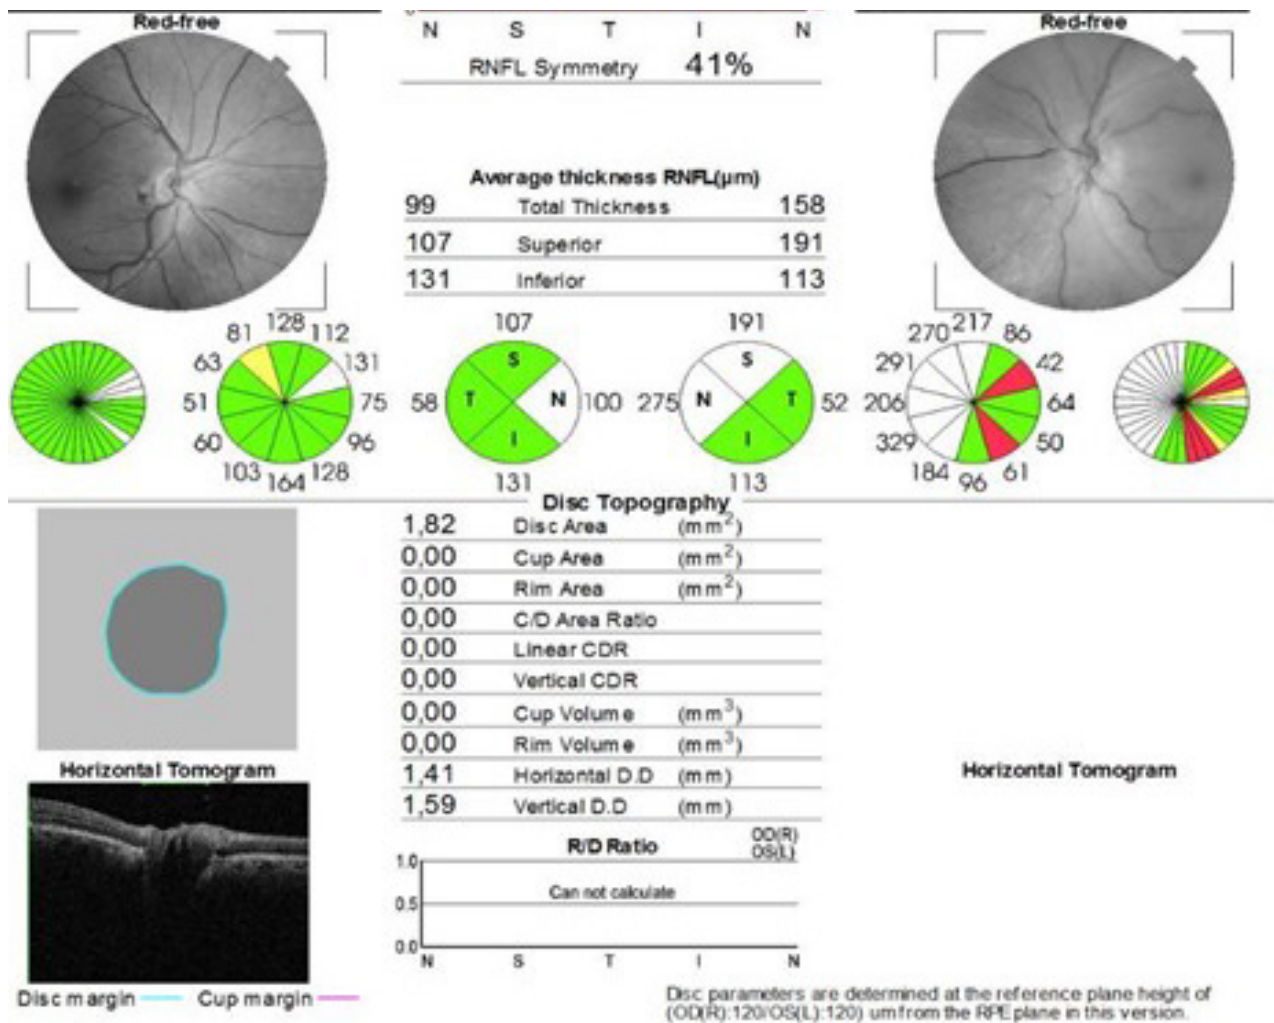 Red-free
Red-free
N S T I N
RNFL Symmetry 41%
Average thickness RNFL(µm)
99 Total Thickness 158
107 Superior 191
131 Inferior 113
81 128 112
63 131
51 75
60 96
103 164 128
107
58 T S N I 100
131
191
275 N S T I 52
113
270 217 86
291 42
206 64
329 50
184 96 61
Disc Topography
1,82 Disc Area (mm²)
0,00 Cup Area (mm²)
0,00 Rim Area (mm²)
0,00 C/D Area Ratio
0,00 Linear CDR
0,00 Vertical CDR
0,00 Cup Volume (mm³)
0,00 Rim Volume (mm³)
1,41 Horizontal D.D (mm)
1,59 Vertical D.D (mm)
Horizontal Tomogram
Horizontal Tomogram
R/D Ratio
OD(R)
OS(L)
1.0
Can not calculate
0.5
0.0
N S T I N
Disc margin Cup margin
Disc parameters are determined at the reference plane height of
(OD(R):120/OS(L):120) um from the RPE plane in this version.